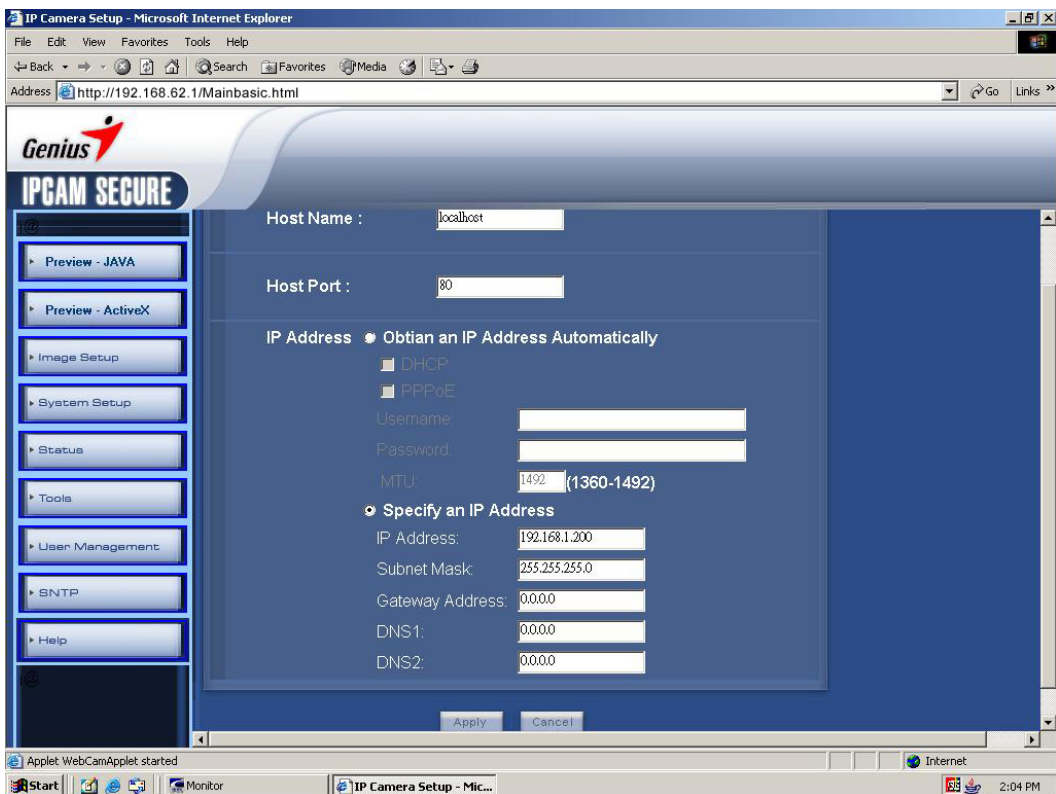 IP Camera Setup - Microsoft Internet Explorer
File Edit View Favorites Tools Help
Back Search Favorites Media
Address http://192.168.62.1/Mainbasic.html Go Links »
Genius
IPCAM SECURE
@
Preview - JAVA
Preview - ActiveX
Image Setup
System Setup
Status
Tools
User Management
SNTP
Help
@
Host Name : localhost
Host Port : 80
IP Address Obtian an IP Address Automatically
DHCP
PPPoE
Username:
Password:
MTU: 1492 (1360-1492)
Specify an IP Address
IP Address: 192.168.1.200
Subnet Mask: 255.255.255.0
Gateway Address: 0.0.0.0
DNS1: 0.0.0.0
DNS2: 0.0.0.0
Apply Cancel
Applet WebCamApplet started Internet
Start Monitor IP Camera Setup - Mic... 2:04 PM